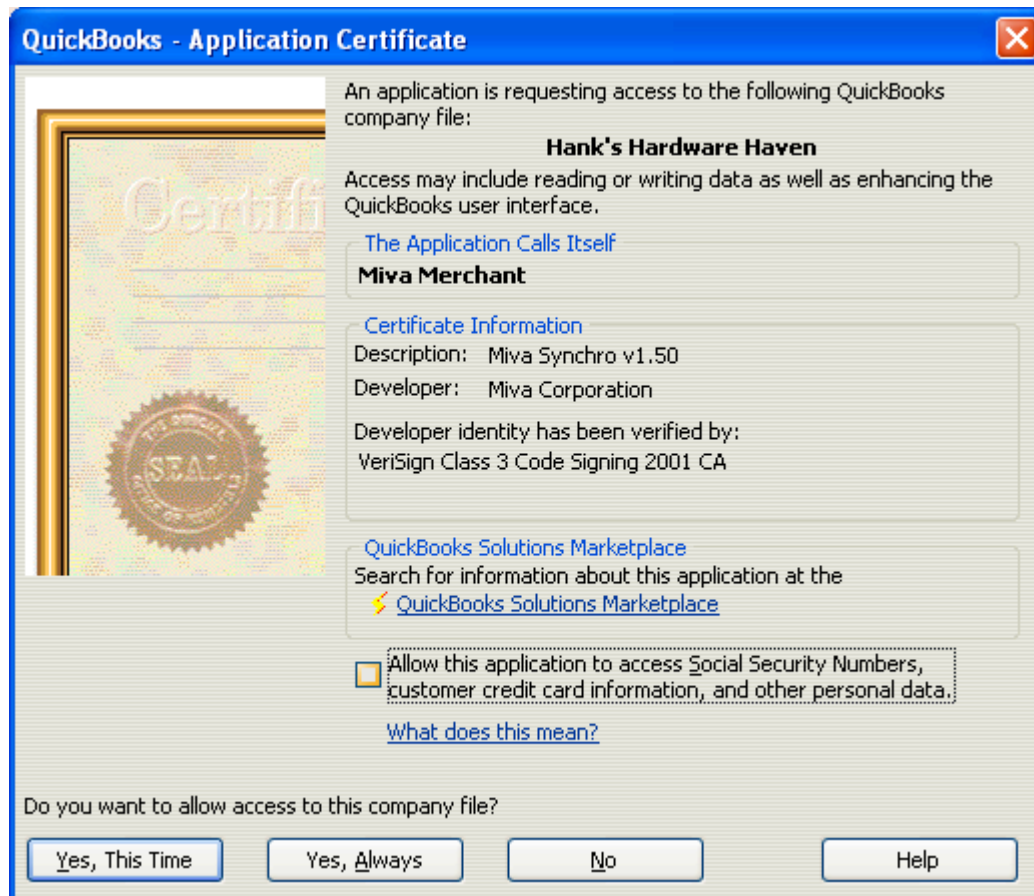 QuickBooks - Application Certificate
An application is requesting access to the following QuickBooks
company file:
Hank's Hardware Haven
Access may include reading or writing data as well as enhancing the
QuickBooks user interface.
Certifi
The Application Calls Itself
Miva Merchant
Certificate Information
Description: Miva Synchro v1.50
Developer: Miva Corporation
Developer identity has been verified by:
VeriSign Class 3 Code Signing 2001 CA
SEAL
QuickBooks Solutions Marketplace
Search for information about this application at the
QuickBooks Solutions Marketplace
Allow this application to access Social Security Numbers,
customer credit card information, and other personal data.
What does this mean?
Do you want to allow access to this company file?
Yes, This Time
Yes, Always
No
Help